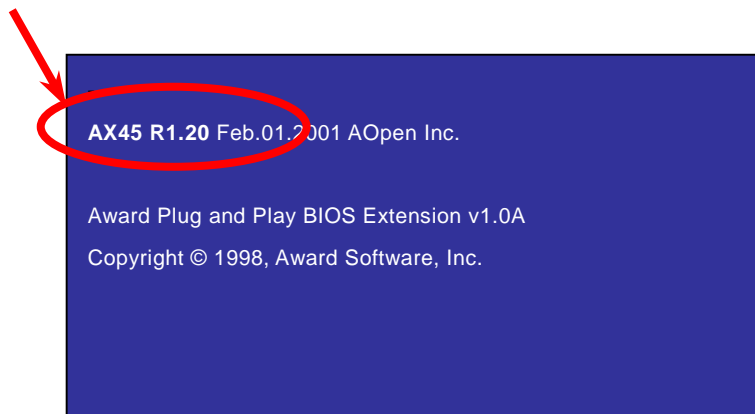 AX45 R1.20 Feb.01.2001 AOpen Inc.
Award Plug and Play BIOS Extension v1.0A
Copyright © 1998, Award Software, Inc.